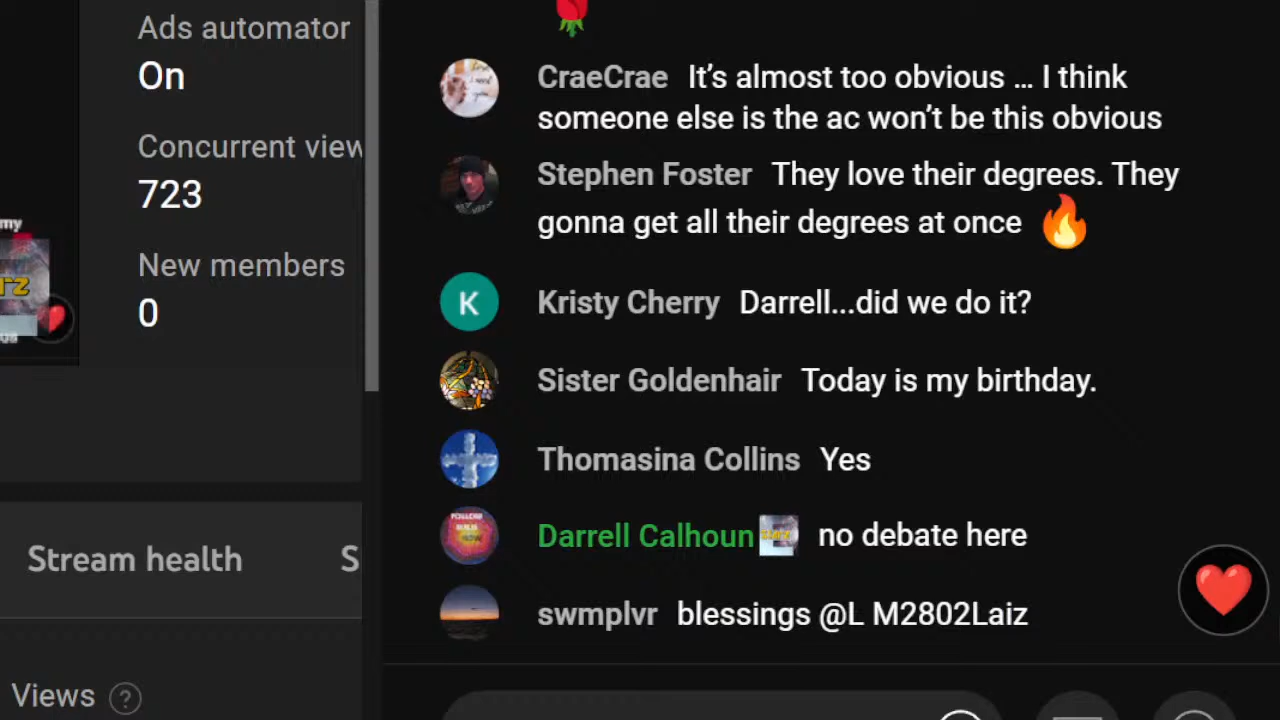 Ads automator
On
Concurrent view
723
New members
0
my
rz
Stream health
S
Views ?
CraeCrae It’s almost too obvious ... I think
someone else is the ac won’t be this obvious
Stephen Foster They love their degrees. They
gonna get all their degrees at once 🔥
K Kristy Cherry Darrell...did we do it?
Sister Goldenhair Today is my birthday.
Thomasina Collins Yes
Darrell Calhoun no debate here
swmplvr blessings @L M2802Laiz